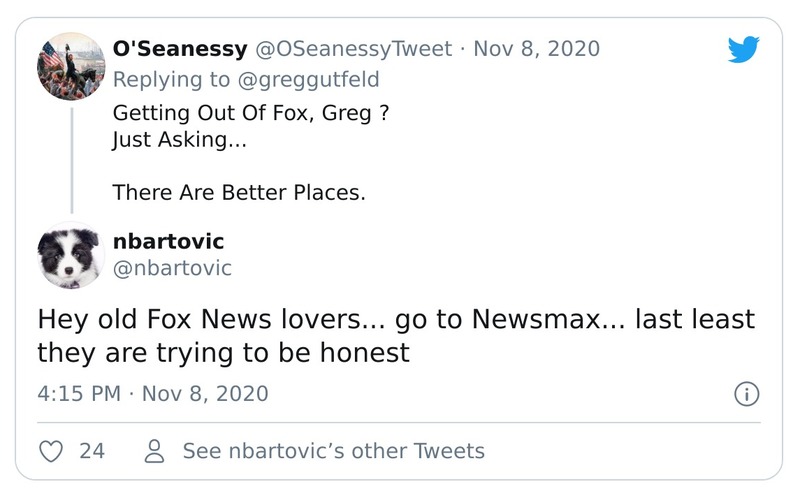 O'Seanessy @OSeanessyTweet · Nov 8, 2020
Replying to @greggutfeld
Getting Out Of Fox, Greg ?
Just Asking...
There Are Better Places.
nbartovic
@nbartovic
Hey old Fox News lovers... go to Newsmax... last least
they are trying to be honest
4:15 PM · Nov 8, 2020
24 See nbartovic’s other Tweets